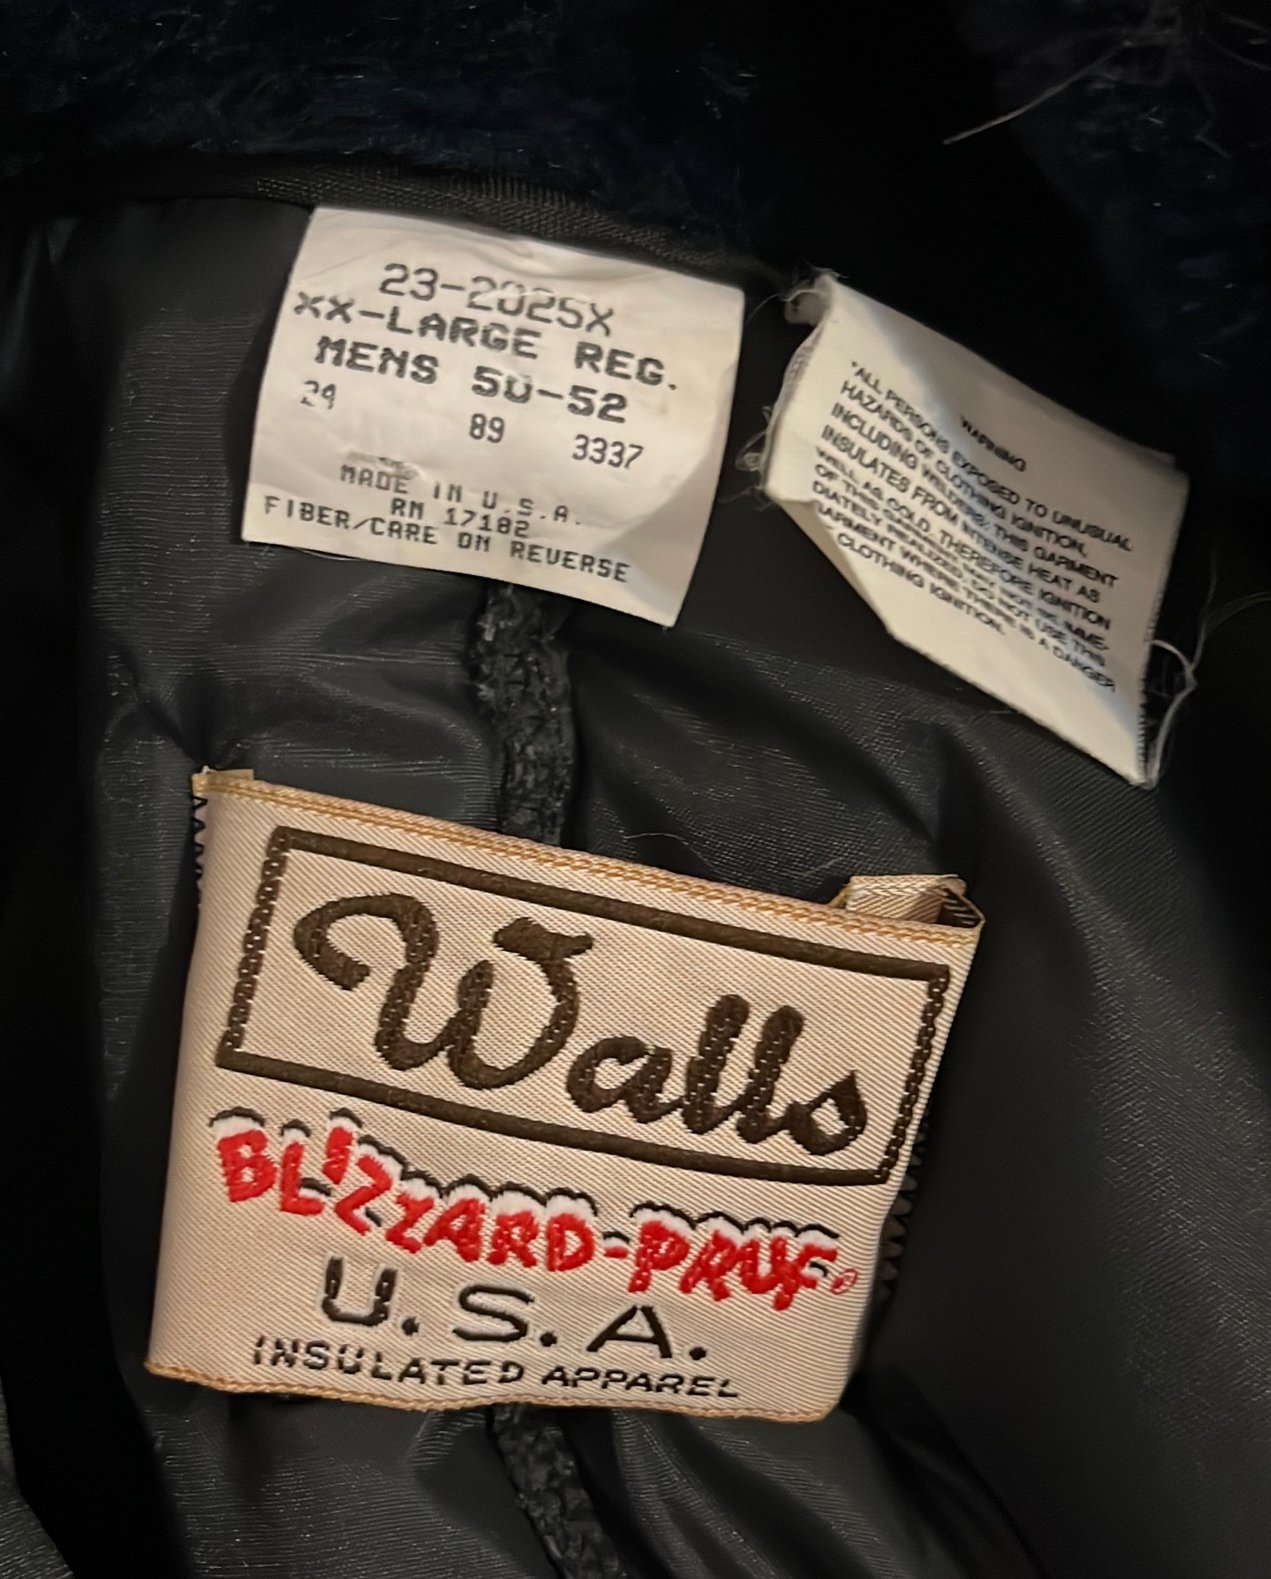 23-2025X
XX-LARGE REG.
MENS 50-52
29 89 3337
MADE IN U.S.A.
RN 17182
FIBER/CARE ON REVERSE
WARNING
"ALL PERSONS EXPOSED TO UNUSUAL
HAZARDS OF CLOTHING IGNITION,
INCLUDING WELDERS: THIS GARMENT
INSULATES FROM INTENSE HEAT AS
WELL AS COLD. THEREFORE IGNITION
OF THIS GARMENT MAY NOT BE IMME-
DIATELY REALIZED. DO NOT USE THIS
GARMENT WHERE THERE IS A DANGER
CLOTHING IGNITION.
Walls
BLIZZARD-PRUF®
U.S.A.
INSULATED APPAREL